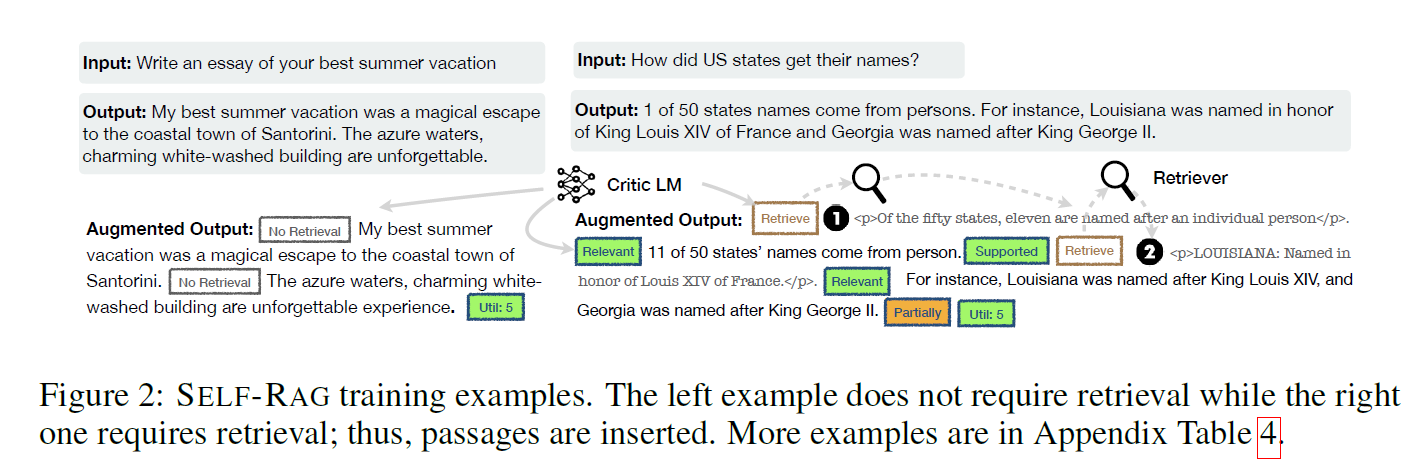 Input: Write an essay of your best summer vacation
Output: My best summer vacation was a magical escape
to the coastal town of Santorini. The azure waters,
charming white-washed building are unforgettable.
Input: How did US states get their names?
Output: 1 of 50 states names come from persons. For instance, Louisiana was named in honor
of King Louis XIV of France and Georgia was named after King George II.
Critic LM
Retriever
Augmented Output: No Retrieval My best summer
vacation was a magical escape to the coastal town of
Santorini. No Retrieval The azure waters, charming white-
washed building are unforgettable experience. Util: 5
Augmented Output: Retrieve 1 <p>Of the fifty states, eleven are named after an individual person</p>.
Relevant 11 of 50 states' names come from person. Supported Retrieve 2 <p>LOUISIANA: Named in
honor of Louis XIV of France.</p>. Relevant For instance, Louisiana was named after King Louis XIV, and
Georgia was named after King George II. Partially Util: 5
Figure 2: SELF-RAG training examples. The left example does not require retrieval while the right
one requires retrieval; thus, passages are inserted. More examples are in Appendix Table 4.